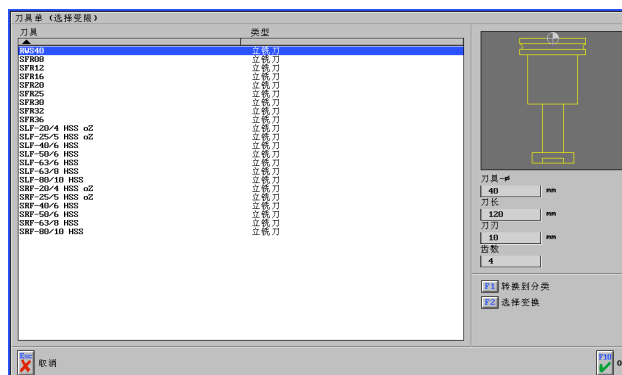 刀具单 (选择受限)
刀具 类型
RWS40 立铣刀
SFR08 立铣刀
SFR12 立铣刀
SFR16 立铣刀
SFR20 立铣刀
SFR25 立铣刀
SFR30 立铣刀
SFR32 立铣刀
SFR36 立铣刀
SLF-20/4 HSS oZ 立铣刀
SLF-25/5 HSS oZ 立铣刀
SLF-40/6 HSS 立铣刀
SLF-50/6 HSS 立铣刀
SLF-63/6 HSS 立铣刀
SLF-63/8 HSS 立铣刀
SLF-80/10 HSS 立铣刀
SRF-20/4 HSS oZ 立铣刀
SRF-25/5 HSS oZ 立铣刀
SRF-40/6 HSS 立铣刀
SRF-50/6 HSS 立铣刀
SRF-63/8 HSS 立铣刀
SRF-80/10 HSS 立铣刀
刀具-ø
40 mm
刀长
120 mm
刀刃
10 mm
齿数
4
F1 转换到分类
F2 选择变换
Esc 取消
F10